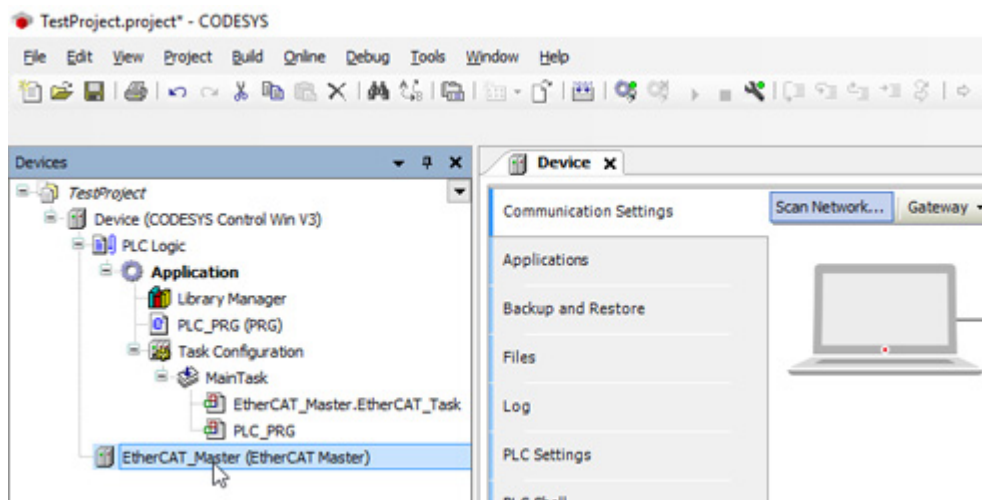 TestProject.project* - CODESYS
File Edit View Project Build Online Debug Tools Window Help
Devices
TestProject
Device (CODESYS Control Win V3)
PLC Logic
Application
Library Manager
PLC_PRG (PRG)
Task Configuration
MainTask
EtherCAT_Master.EtherCAT_Task
PLC_PRG
EtherCAT_Master (EtherCAT Master)
Device
Communication Settings
Applications
Backup and Restore
Files
Log
PLC Settings
Scan Network...
Gateway